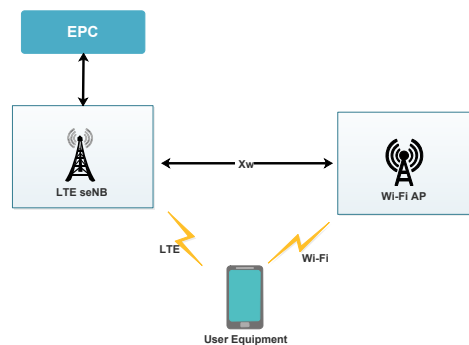 EPC
LTE seNB
Xw
Wi-Fi AP
LTE
Wi-Fi
User Equipment